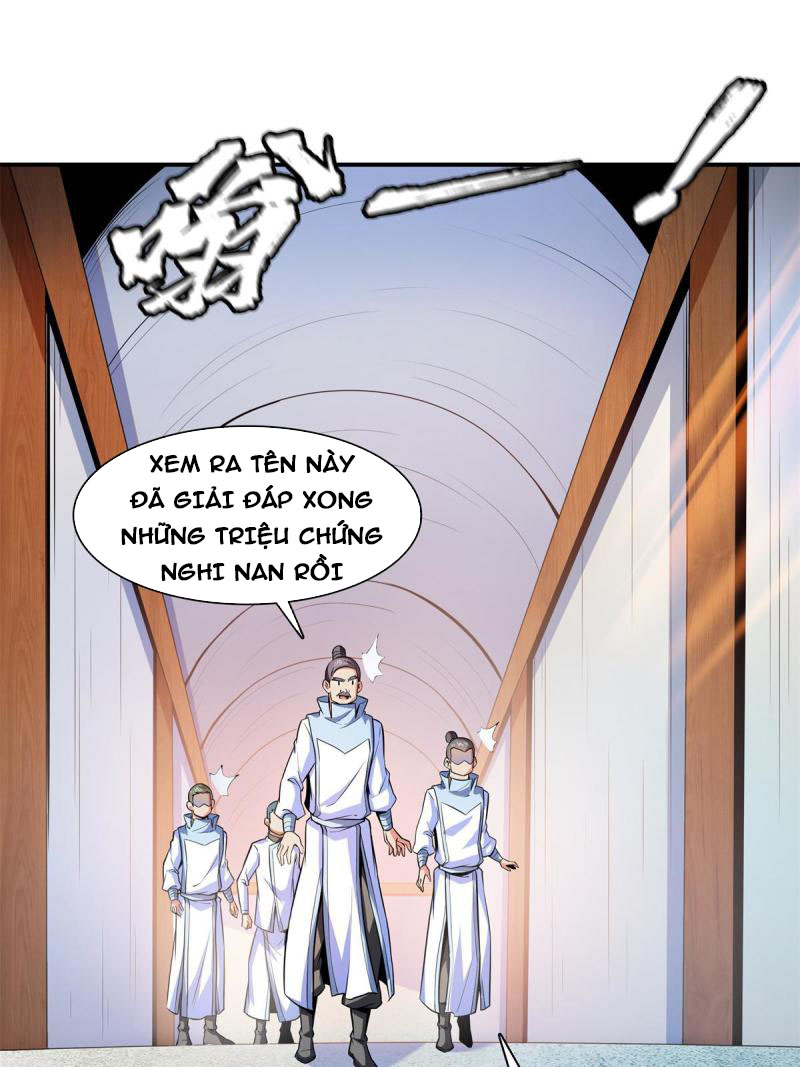 XEM RA TÊN NÀY
ĐÃ GIẢI ĐÁP XONG
NHỮNG TRIỆU CHỨNG
NGHI NAN RỒI